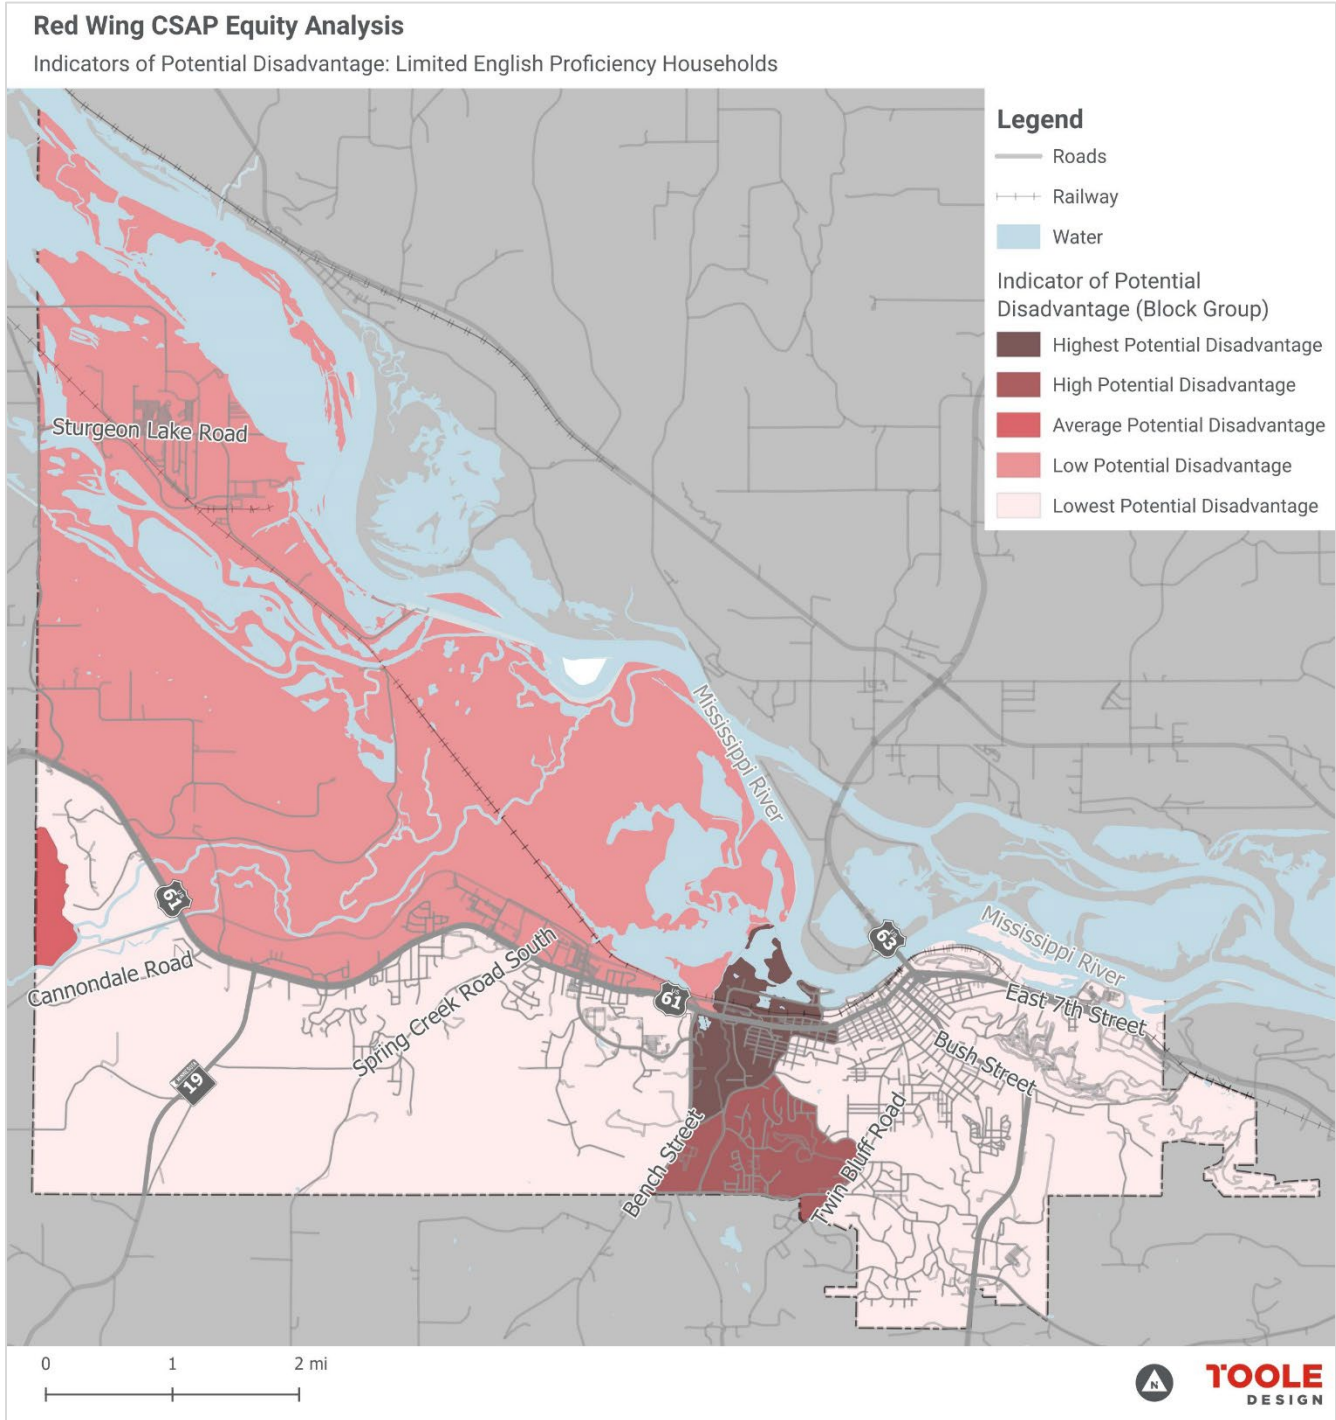 Red Wing CSAP Equity Analysis
Indicators of Potential Disadvantage: Limited English Proficiency Households
Legend
Roads
Railway
Water
Indicator of Potential
Disadvantage (Block Group)
Highest Potential Disadvantage
High Potential Disadvantage
Average Potential Disadvantage
Low Potential Disadvantage
Lowest Potential Disadvantage
Sturgeon Lake Road
Mississippi River
61
63
Mississippi River
Cannondale Road
Spring Creek Road South
61
East 7th Street
Bush Street
MINNESOTA
19
Bench Street
Twin Bluff Road
0 1 2 mi
N
TOOLE
DESIGN